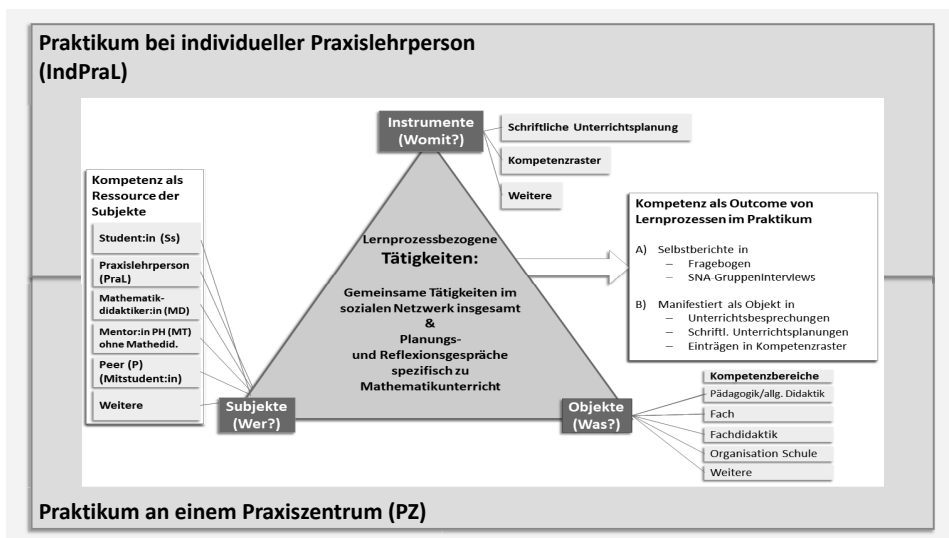 Praktikum bei individueller Praxislehrperson
(IndPraL)
Instrumente
(Womit?)
Schriftliche Unterrichtsplanung
Kompetenzraster
Weitere
Kompetenz als
Ressource der
Subjekte
Student:in (Ss)
Praxislehrperson
(PraL)
Mathematik-
didaktiker:in (MD)
Mentor:in PH (MT)
ohne Mathedid.
Peer (P)
(Mitstudent:in)
Weitere
Lernprozessbezogene
Tätigkeiten:
Gemeinsame Tätigkeiten im
sozialen Netzwerk insgesamt
&
Planungs-
und Reflexionsgespräche
spezifisch zu
Mathematikunterricht
Kompetenz als Outcome von
Lernprozessen im Praktikum
A) Selbstberichte in
– Fragebogen
– SNA-Gruppeninterviews
B) Manifestiert als Objekt in
– Unterrichtsbesprechungen
– Schriftl. Unterrichtsplanungen
– Einträgen in Kompetenzraster
Subjekte
(Wer?)
Objekte
(Was?)
Kompetenzbereiche
Pädagogik/allg. Didaktik
Fach
Fachdidaktik
Organisation Schule
Weitere
Praktikum an einem Praxiszentrum (PZ)